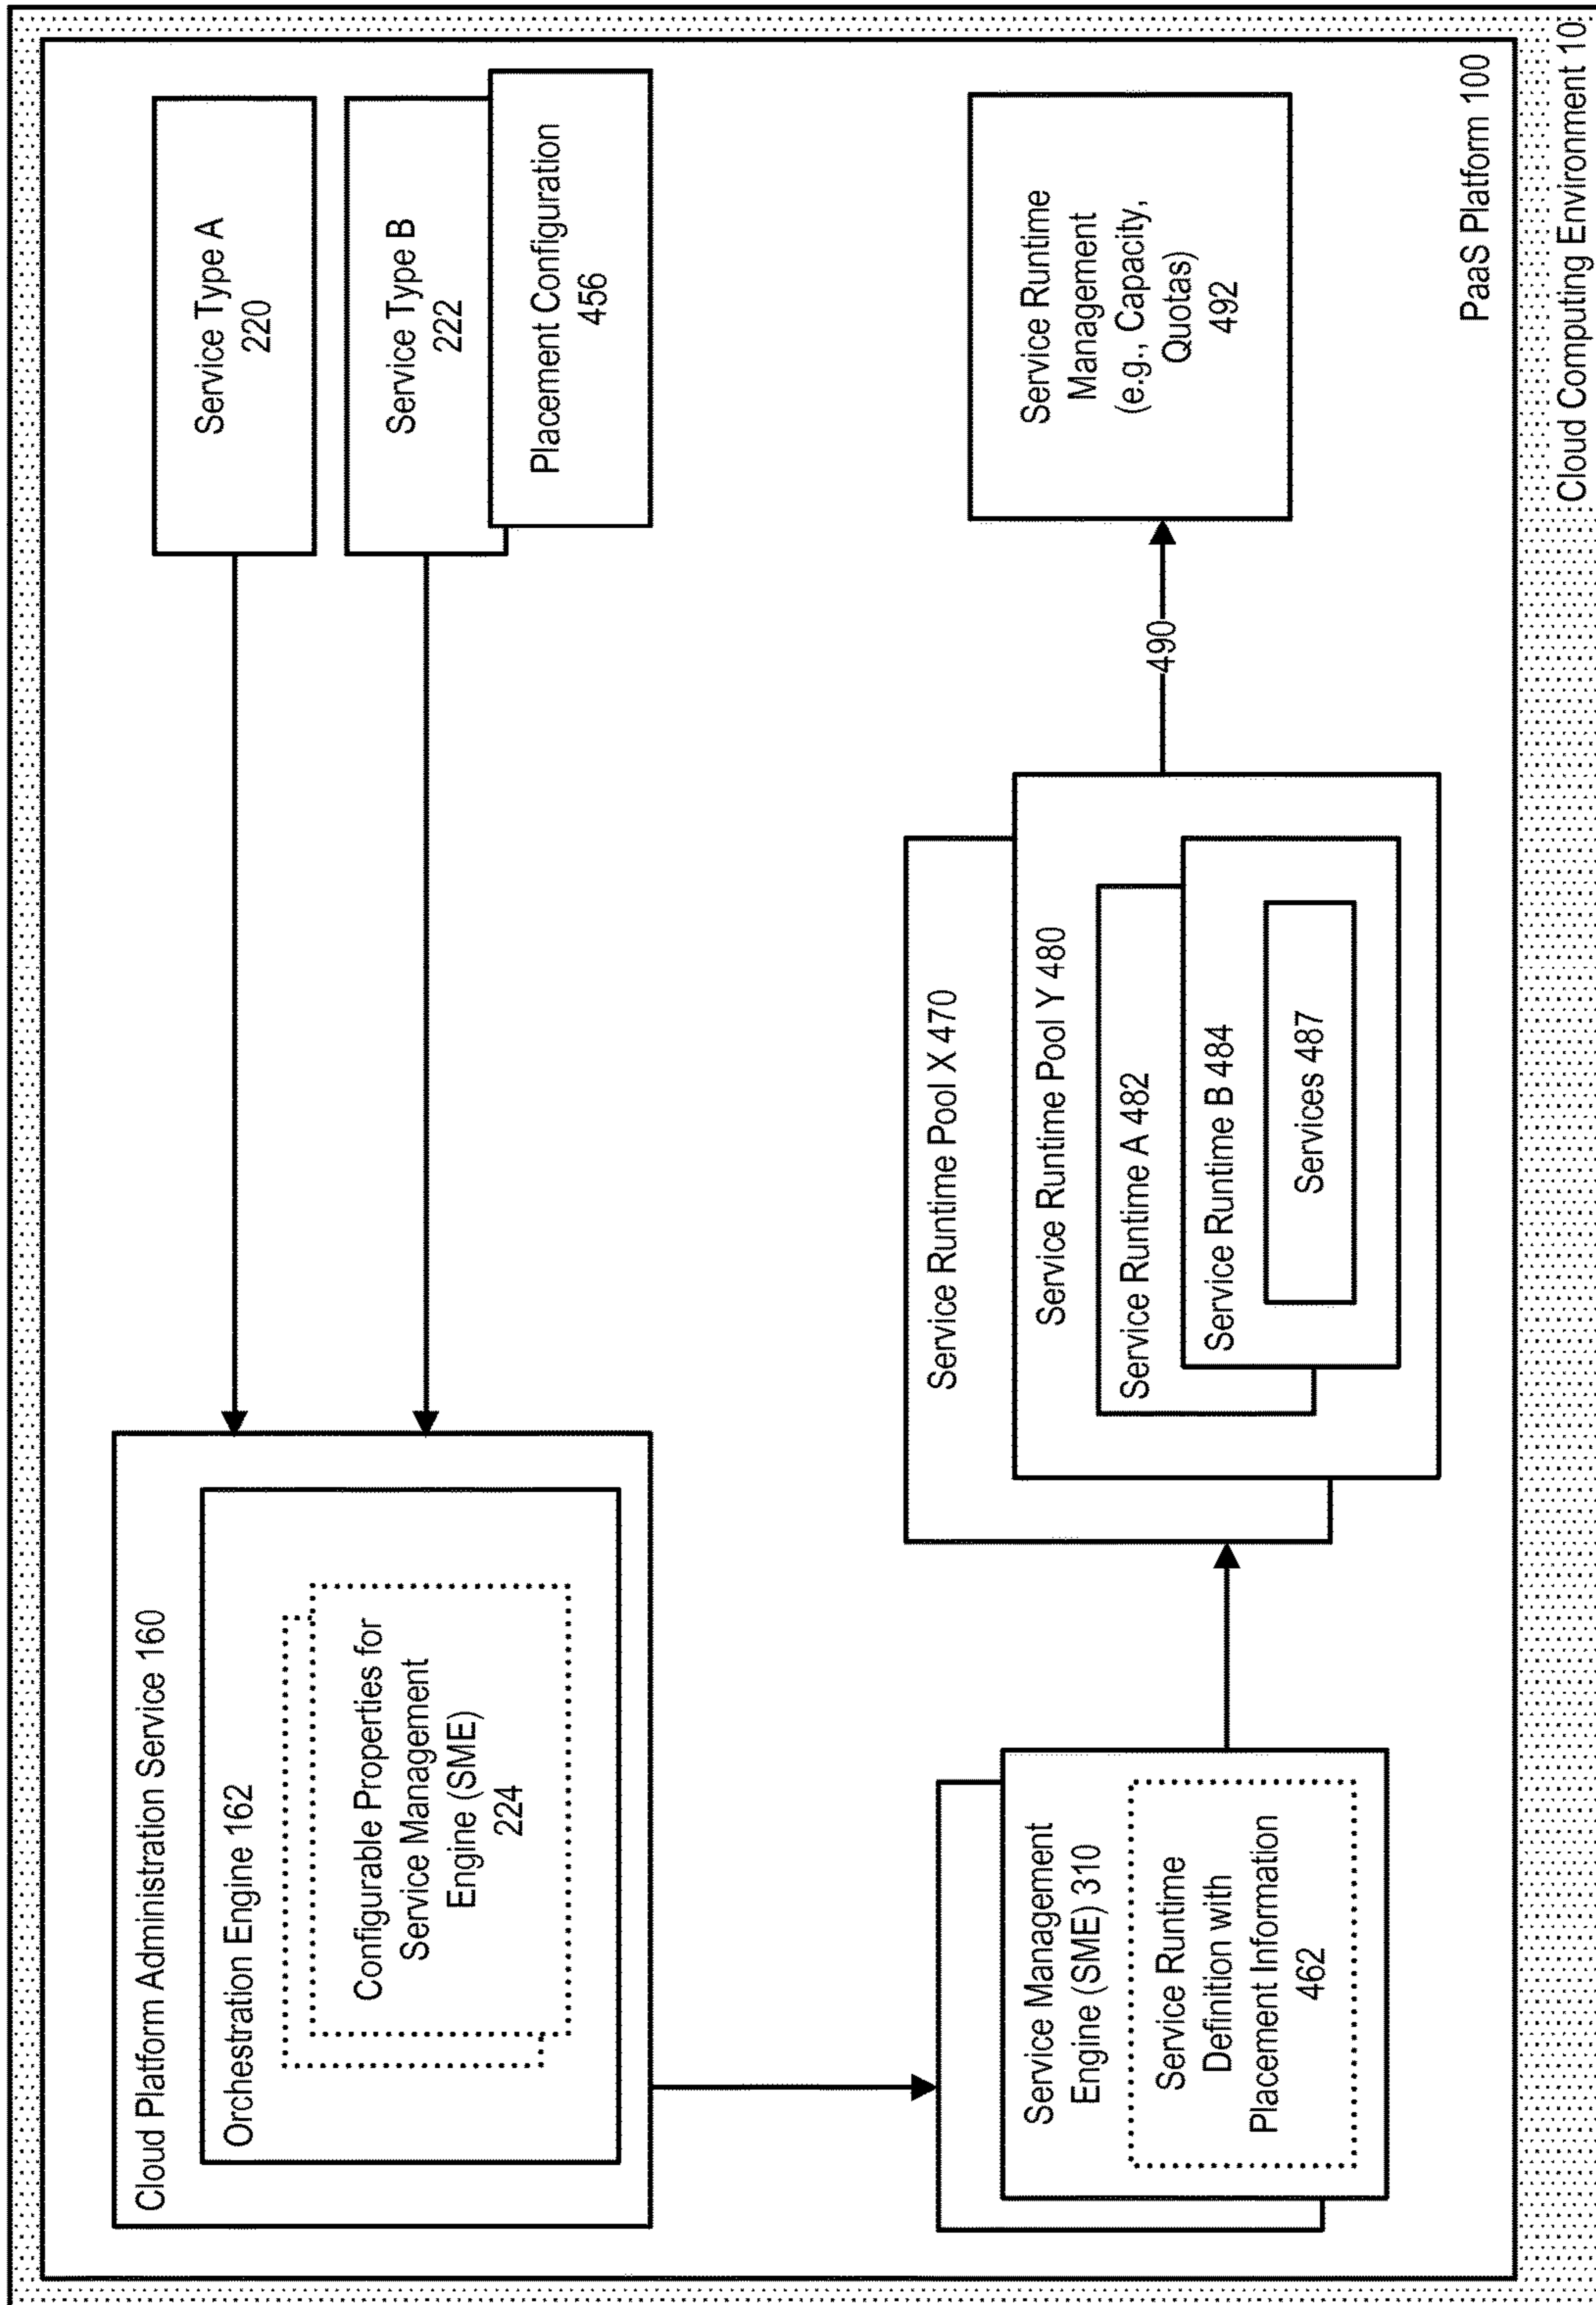 Cloud Platform Administration Service 160
Orchestration Engine 162
Configurable Properties for
Service Management
Engine (SME)
224
Service Type A
220
Service Type B
222
Placement Configuration
456
Service Management
Engine (SME) 310
Service Runtime
Definition with
Placement Information
462
Service Runtime Pool X 470
Service Runtime Pool Y 480
Service Runtime A 482
Service Runtime B 484
Services 487
490
Service Runtime
Management
(e.g., Capacity,
Quotas)
492
PaaS Platform 100
Cloud Computing Environment 10